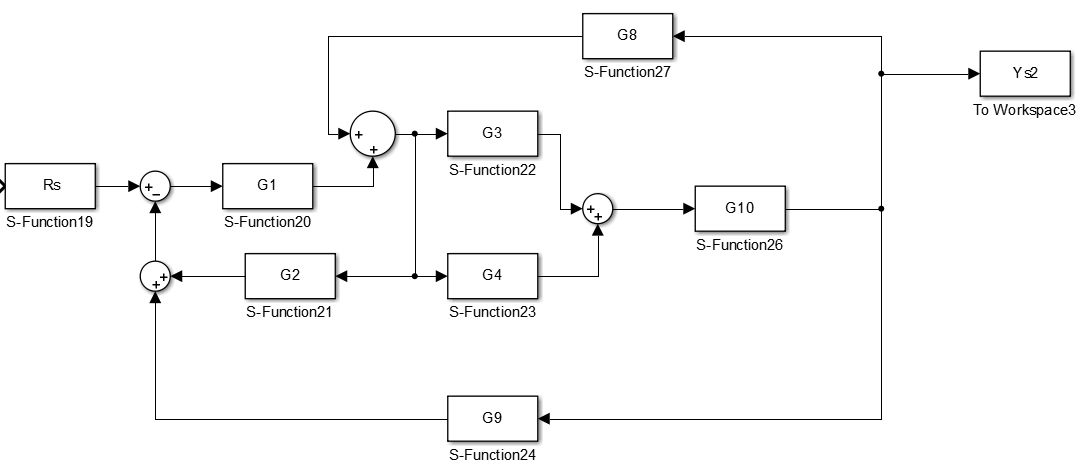 G8
S-Function27
Ys2
To Workspace3
+
+
G3
S-Function22
Rs
S-Function19
+
−
G1
S-Function20
+
+
G10
S-Function26
+
+
G2
S-Function21
G4
S-Function23
G9
S-Function24